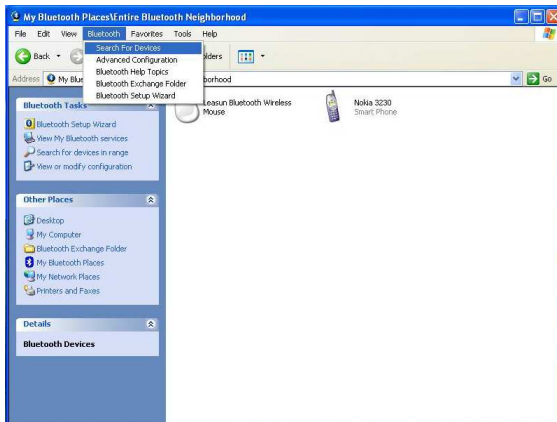 My Bluetooth Places\Entire Bluetooth Neighborhood
File Edit View Bluetooth Favorites Tools Help
Search For Devices
Advanced Configuration
Bluetooth Help Topics
Bluetooth Exchange Folder
Bluetooth Setup Wizard
Back
olders
Address My Blue
borhood
Go
Bluetooth Tasks
Bluetooth Setup Wizard
View My Bluetooth services
Search for devices in range
View or modify configuration
Other Places
Desktop
My Computer
Bluetooth Exchange Folder
My Bluetooth Places
My Network Places
Printers and Faxes
Details
Bluetooth Devices
Leasun Bluetooth Wireless
Mouse
Nokia 3230
Smart Phone